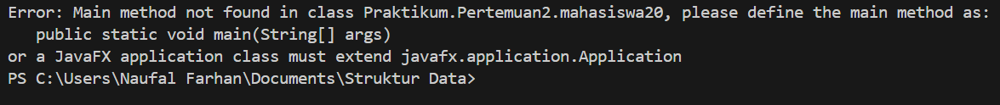 Error: Main method not found in class Praktikum.Pertemuan2.mahasiswa20, please define the main method as:
   public static void main(String[] args)
or a JavaFX application class must extend javafx.application.Application
PS C:\Users\Naufal Farhan\Documents\Struktur Data>